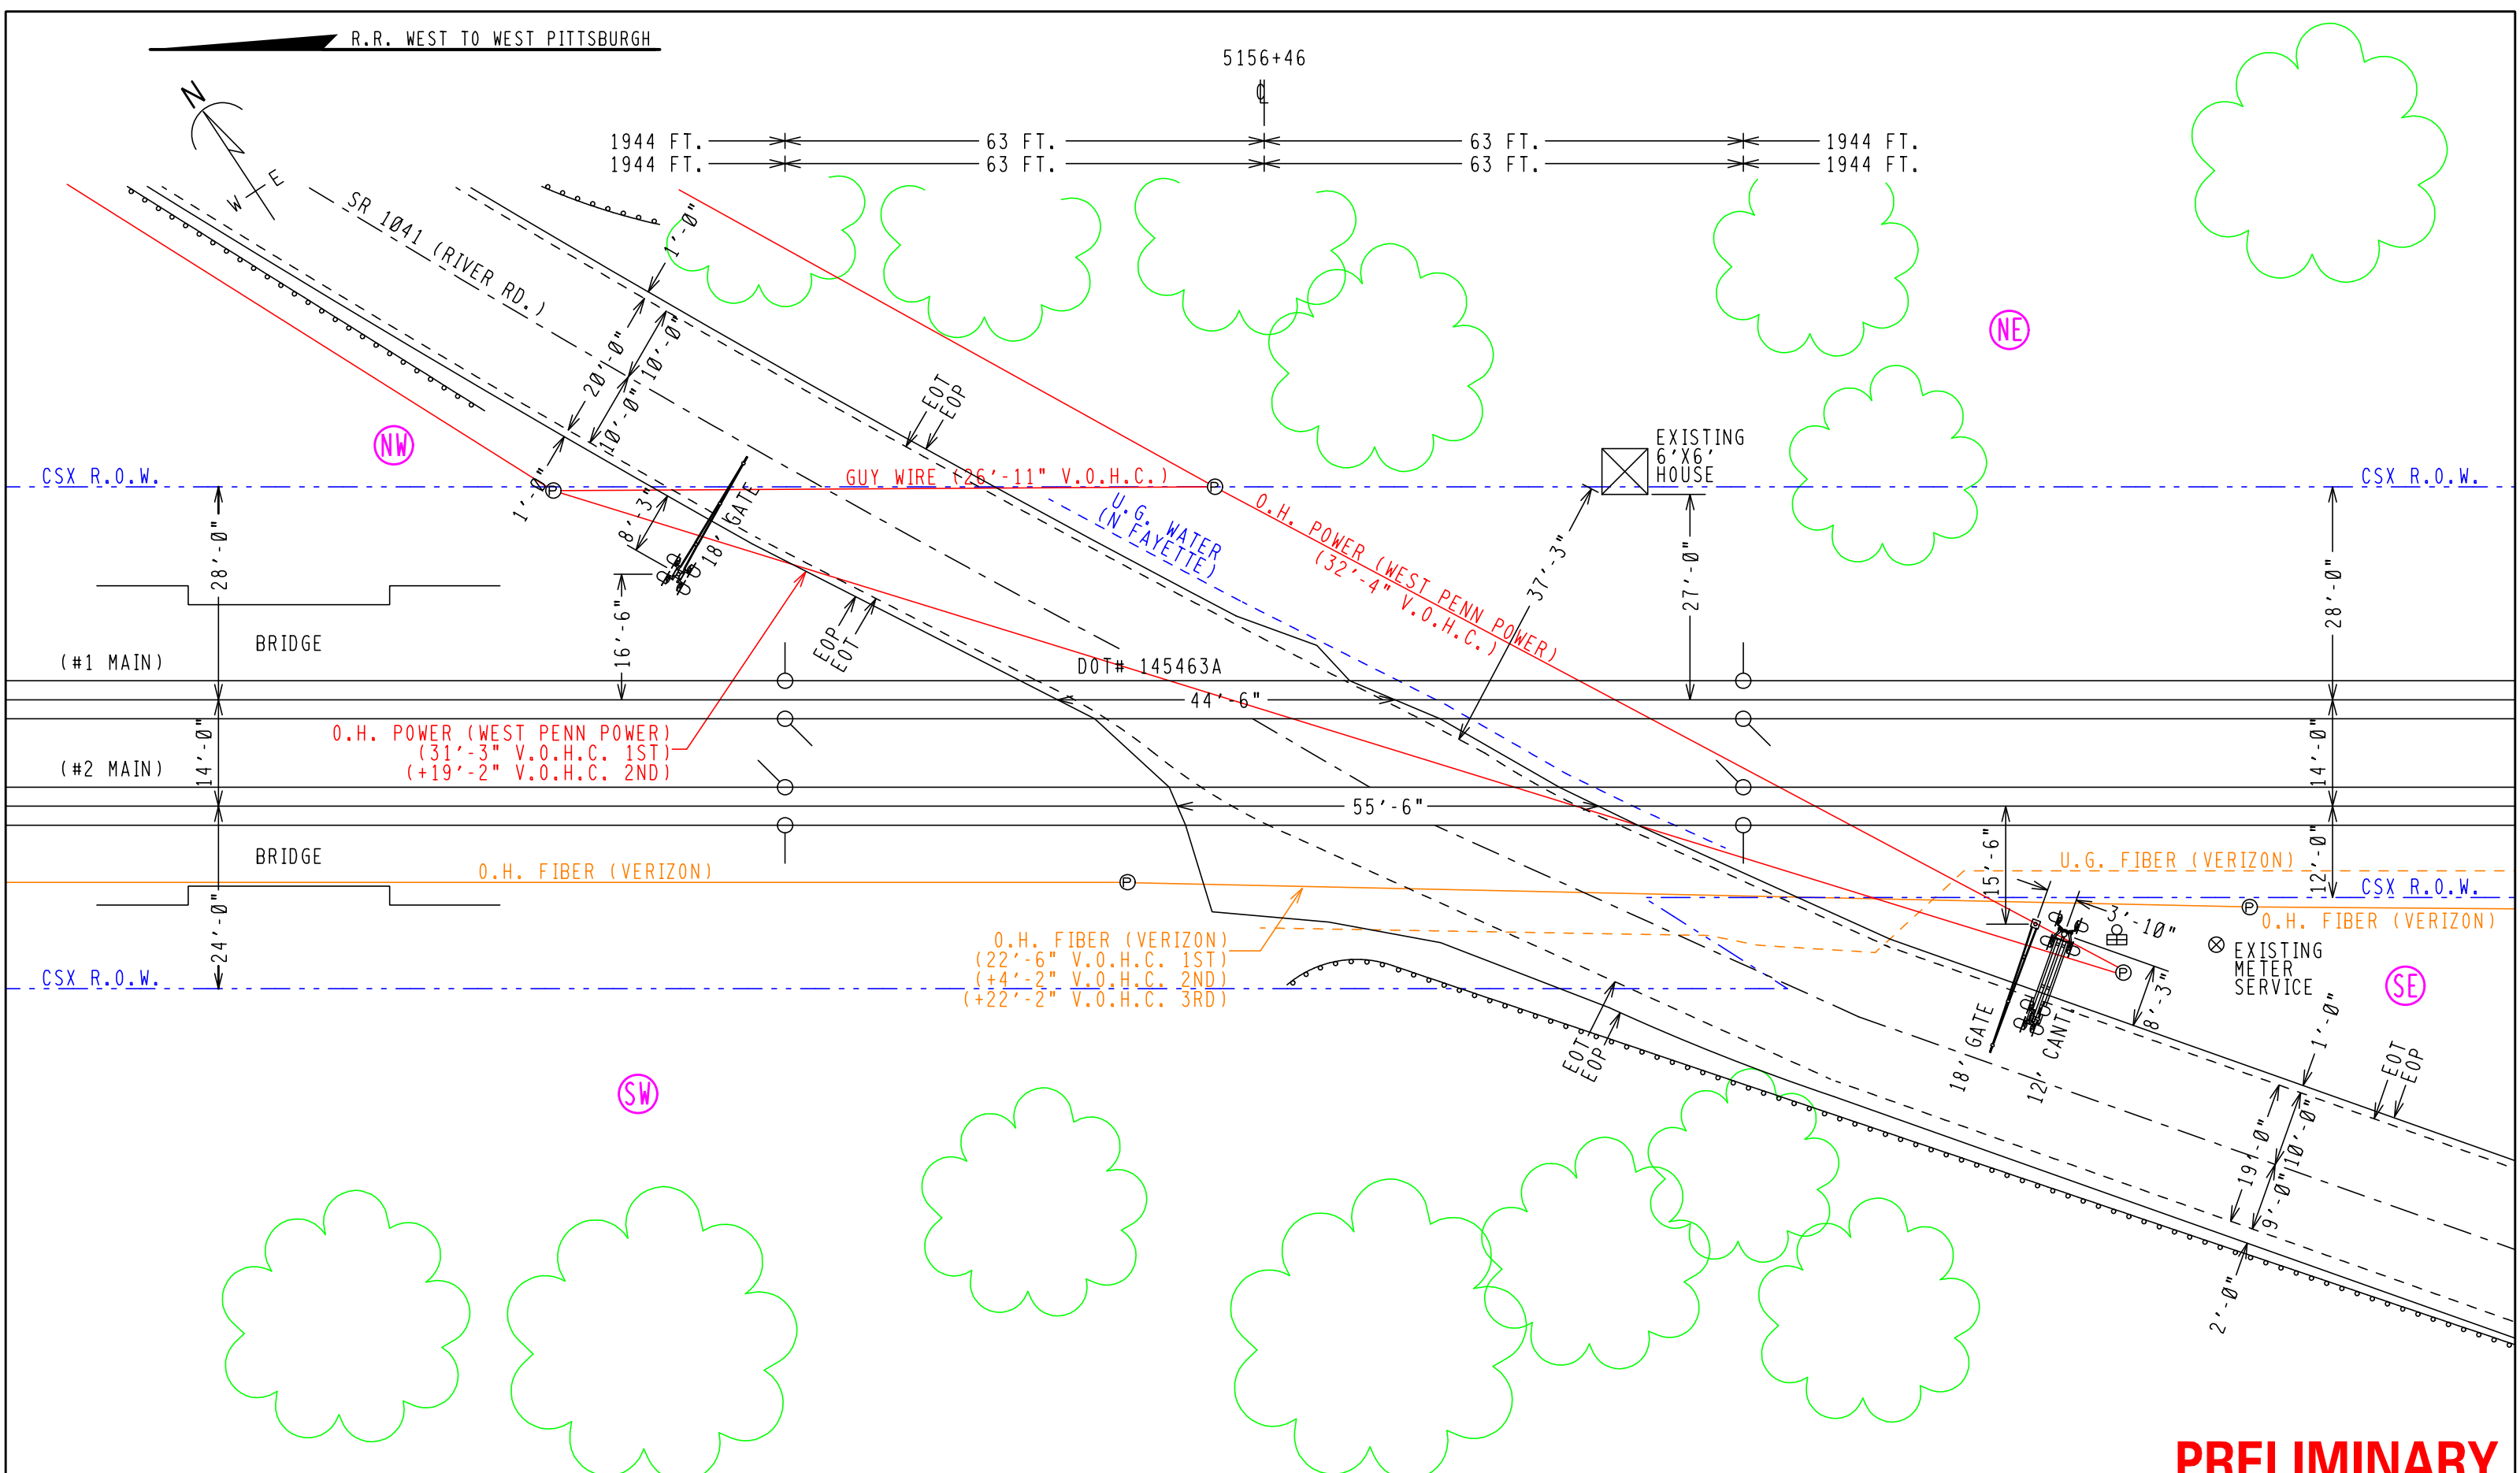 R.R. WEST TO WEST PITTSBURGH
5156+46
℄
N
W
E
1944 FT. 63 FT. 63 FT. 1944 FT.
1944 FT. 63 FT. 63 FT. 1944 FT.
SR 1041 (RIVER RD.)
1'-0"
20'-0"
10'-0"
10'-0"
1'-0"
EOT
EOP
NE
NW
EXISTING
6'X6'
HOUSE
CSX R.O.W.
GUY WIRE (26'-11" V.O.H.C.)
P
P
CSX R.O.W.
8'-3"
18' GATE
U.G. WATER
(N FAYETTE)
O.H. POWER (WEST PENN POWER)
(32'-4" V.O.H.C.)
28'-0"
16'-6"
37'-3"
27'-0"
28'-0"
BRIDGE
EOP
EOT
(#1 MAIN)
DOT# 145463A
44'-6"
O.H. POWER (WEST PENN POWER)
(31'-3" V.O.H.C. 1ST)
(+19'-2" V.O.H.C. 2ND)
14'-0"
14'-0"
(#2 MAIN)
55'-6"
BRIDGE
15'-6"
12'-0"
O.H. FIBER (VERIZON)
P
U.G. FIBER (VERIZON)
CSX R.O.W.
P
O.H. FIBER (VERIZON)
24'-0"
3'-10"
O.H. FIBER (VERIZON)
(22'-6" V.O.H.C. 1ST)
(+4'-2" V.O.H.C. 2ND)
(+22'-2" V.O.H.C. 3RD)
EXISTING
METER
SERVICE
P
CSX R.O.W.
SE
8'-3"
18' GATE
12' CANT.
EOT
EOP
1'-0"
EOT
EOP
SW
19'-0"
10'-0"
9'-0"
2'-0"
PRELIMINARY